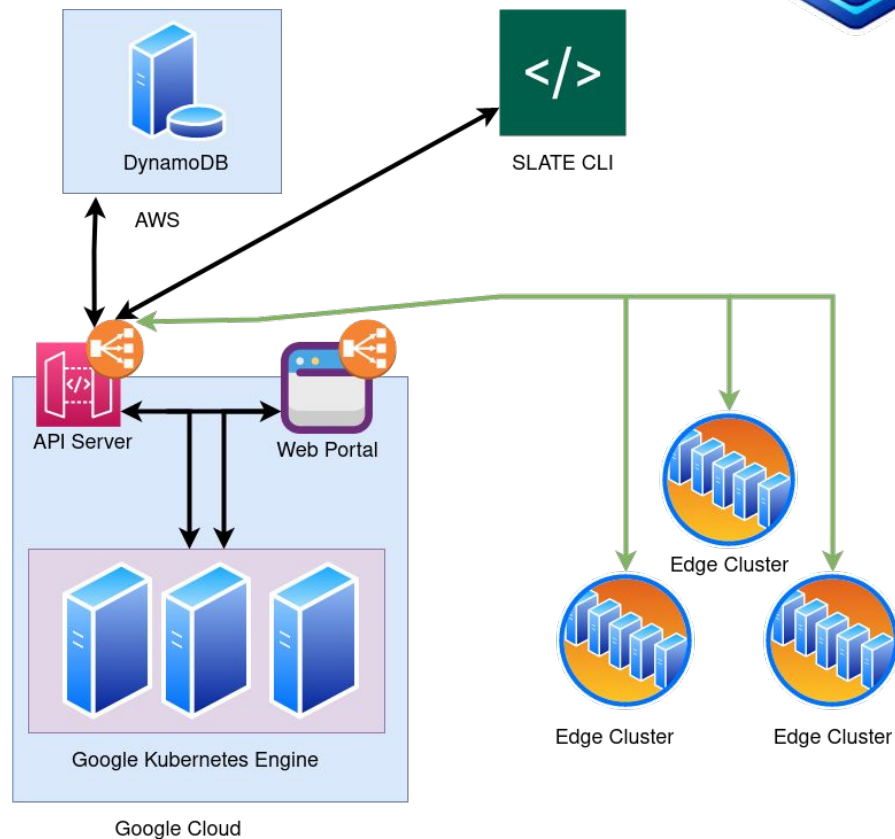 DynamoDB
AWS
</>
SLATE CLI
</>
API Server
Web Portal
Google Kubernetes Engine
Google Cloud
Edge Cluster
Edge Cluster
Edge Cluster